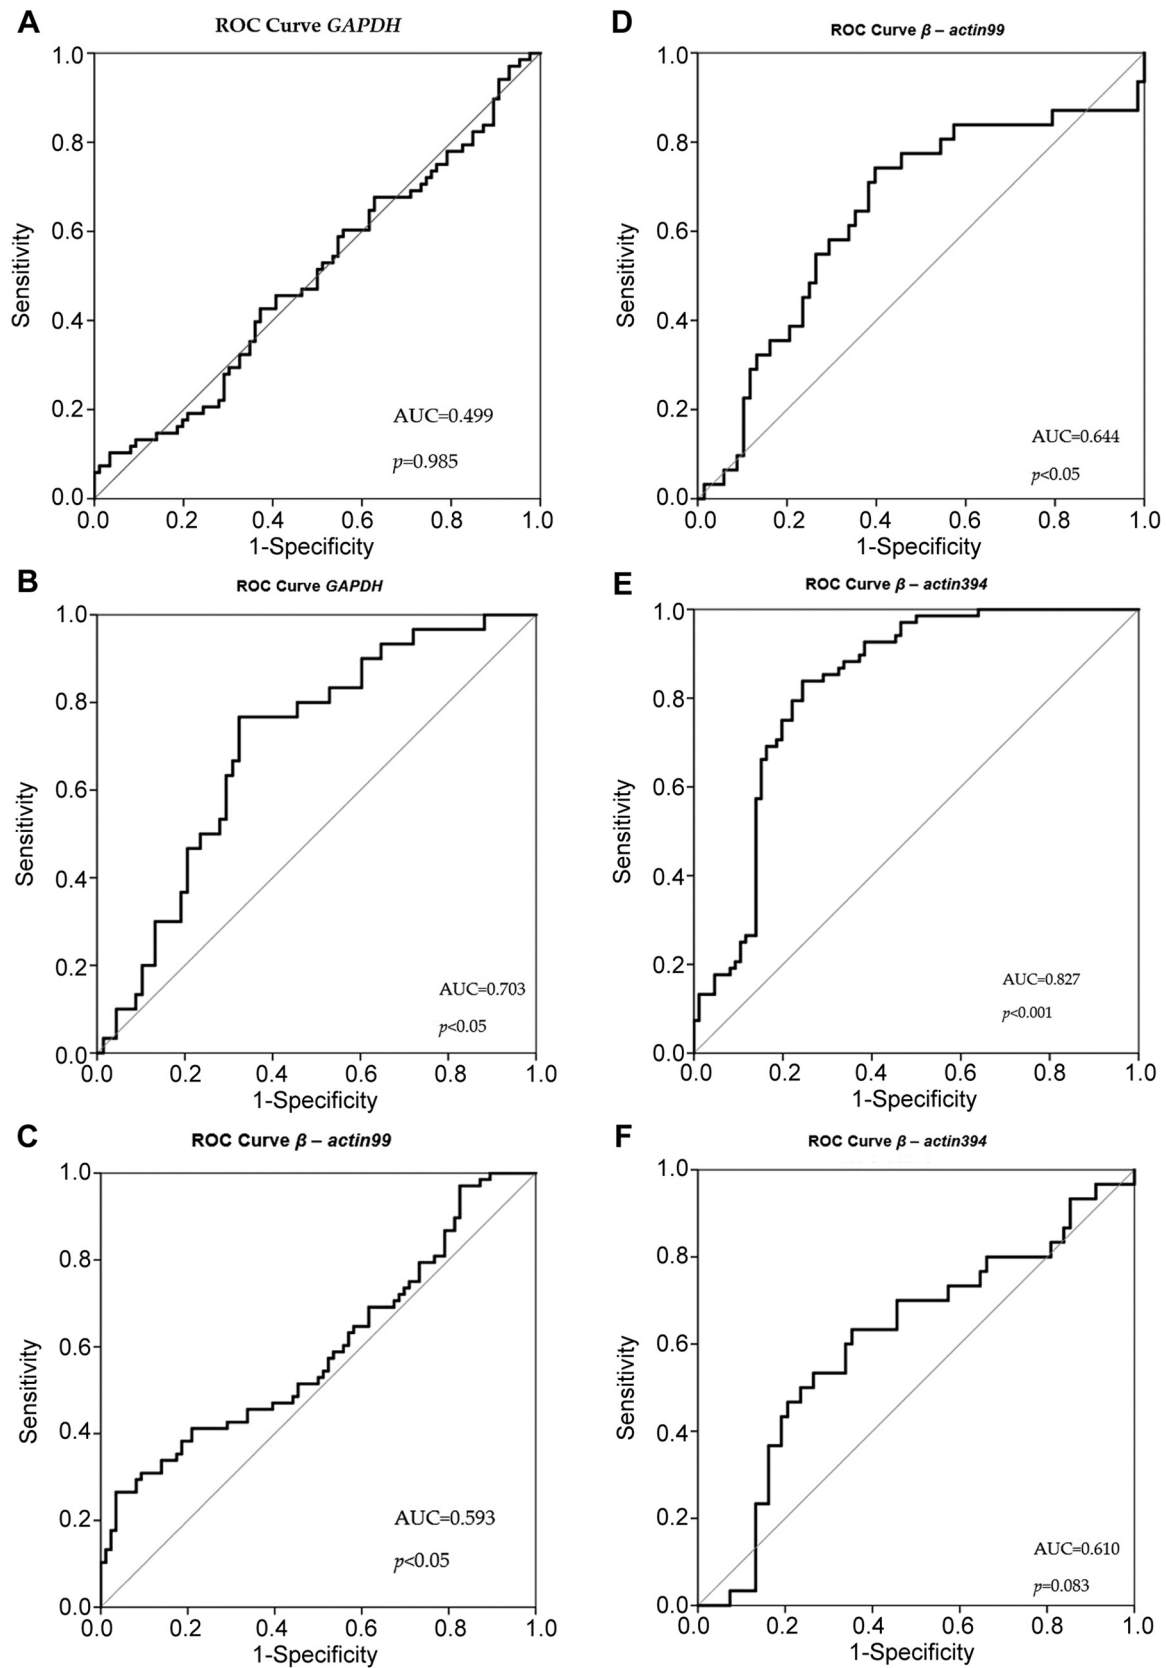 A
ROC Curve GAPDH
1.0
0.8
0.6
0.4
0.2
0.0
Sensitivity
AUC=0.499
p=0.985
0.0 0.2 0.4 0.6 0.8 1.0
1-Specificity
B
ROC Curve GAPDH
1.0
0.8
0.6
0.4
0.2
0.0
Sensitivity
AUC=0.703
p<0.05
0.0 0.2 0.4 0.6 0.8 1.0
1-Specificity
C
ROC Curve β – actin99
1.0
0.8
0.6
0.4
0.2
0.0
Sensitivity
AUC=0.593
p<0.05
0.0 0.2 0.4 0.6 0.8 1.0
1-Specificity
D
ROC Curve β – actin99
1.0
0.8
0.6
0.4
0.2
0.0
Sensitivity
AUC=0.644
p<0.05
0.0 0.2 0.4 0.6 0.8 1.0
1-Specificity
E
ROC Curve β – actin394
1.0
0.8
0.6
0.4
0.2
0.0
Sensitivity
AUC=0.827
p<0.001
0.0 0.2 0.4 0.6 0.8 1.0
1-Specificity
F
ROC Curve β – actin394
1.0
0.8
0.6
0.4
0.2
0.0
Sensitivity
AUC=0.610
p=0.083
0.0 0.2 0.4 0.6 0.8 1.0
1-Specificity